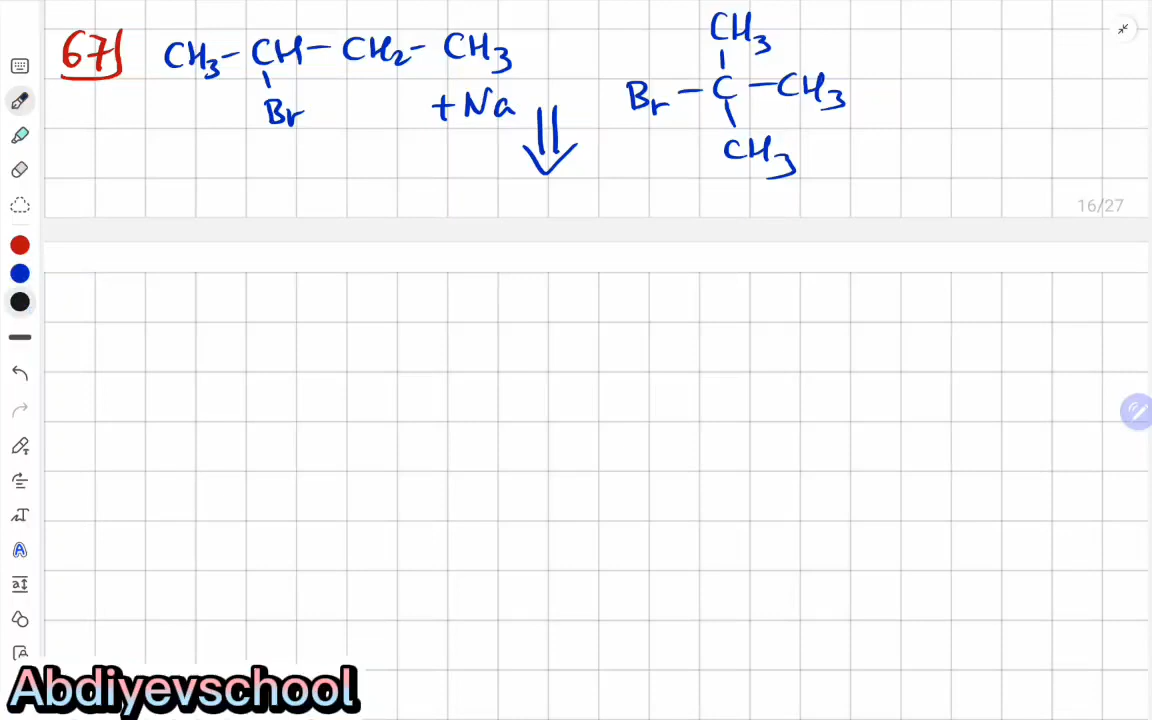 67)
CH3-CH-CH2-CH3
Br
+Na
CH3
Br-C-CH3
CH3
16/27
Abdiyevschool